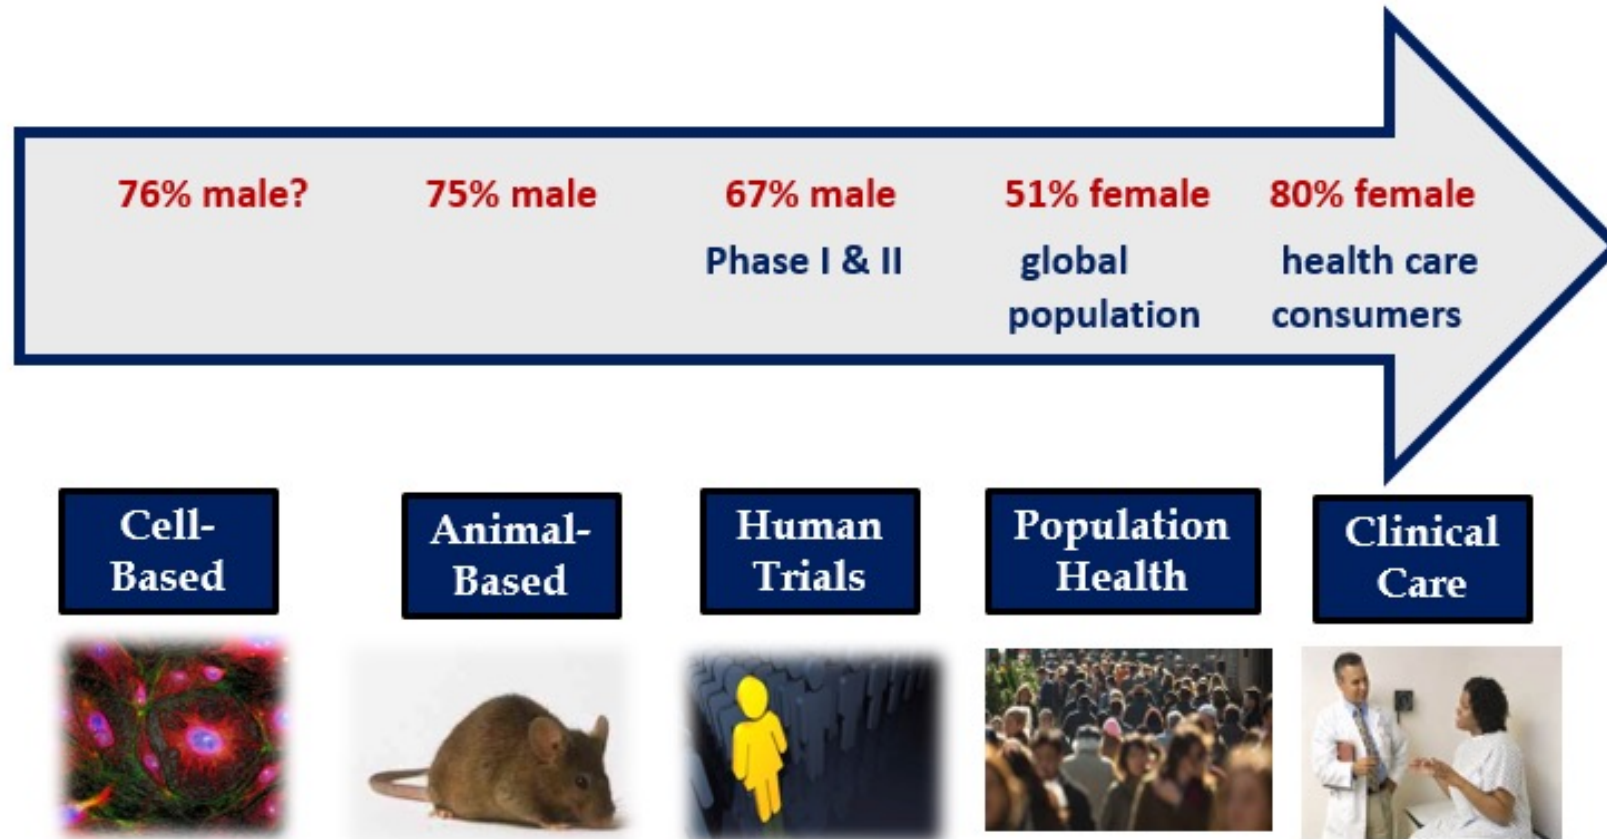 76% male? 75% male 67% male 51% female 80% female
Phase I & II global health care
population consumers
Cell-
Based
Animal-
Based
Human
Trials
Population
Health
Clinical
Care